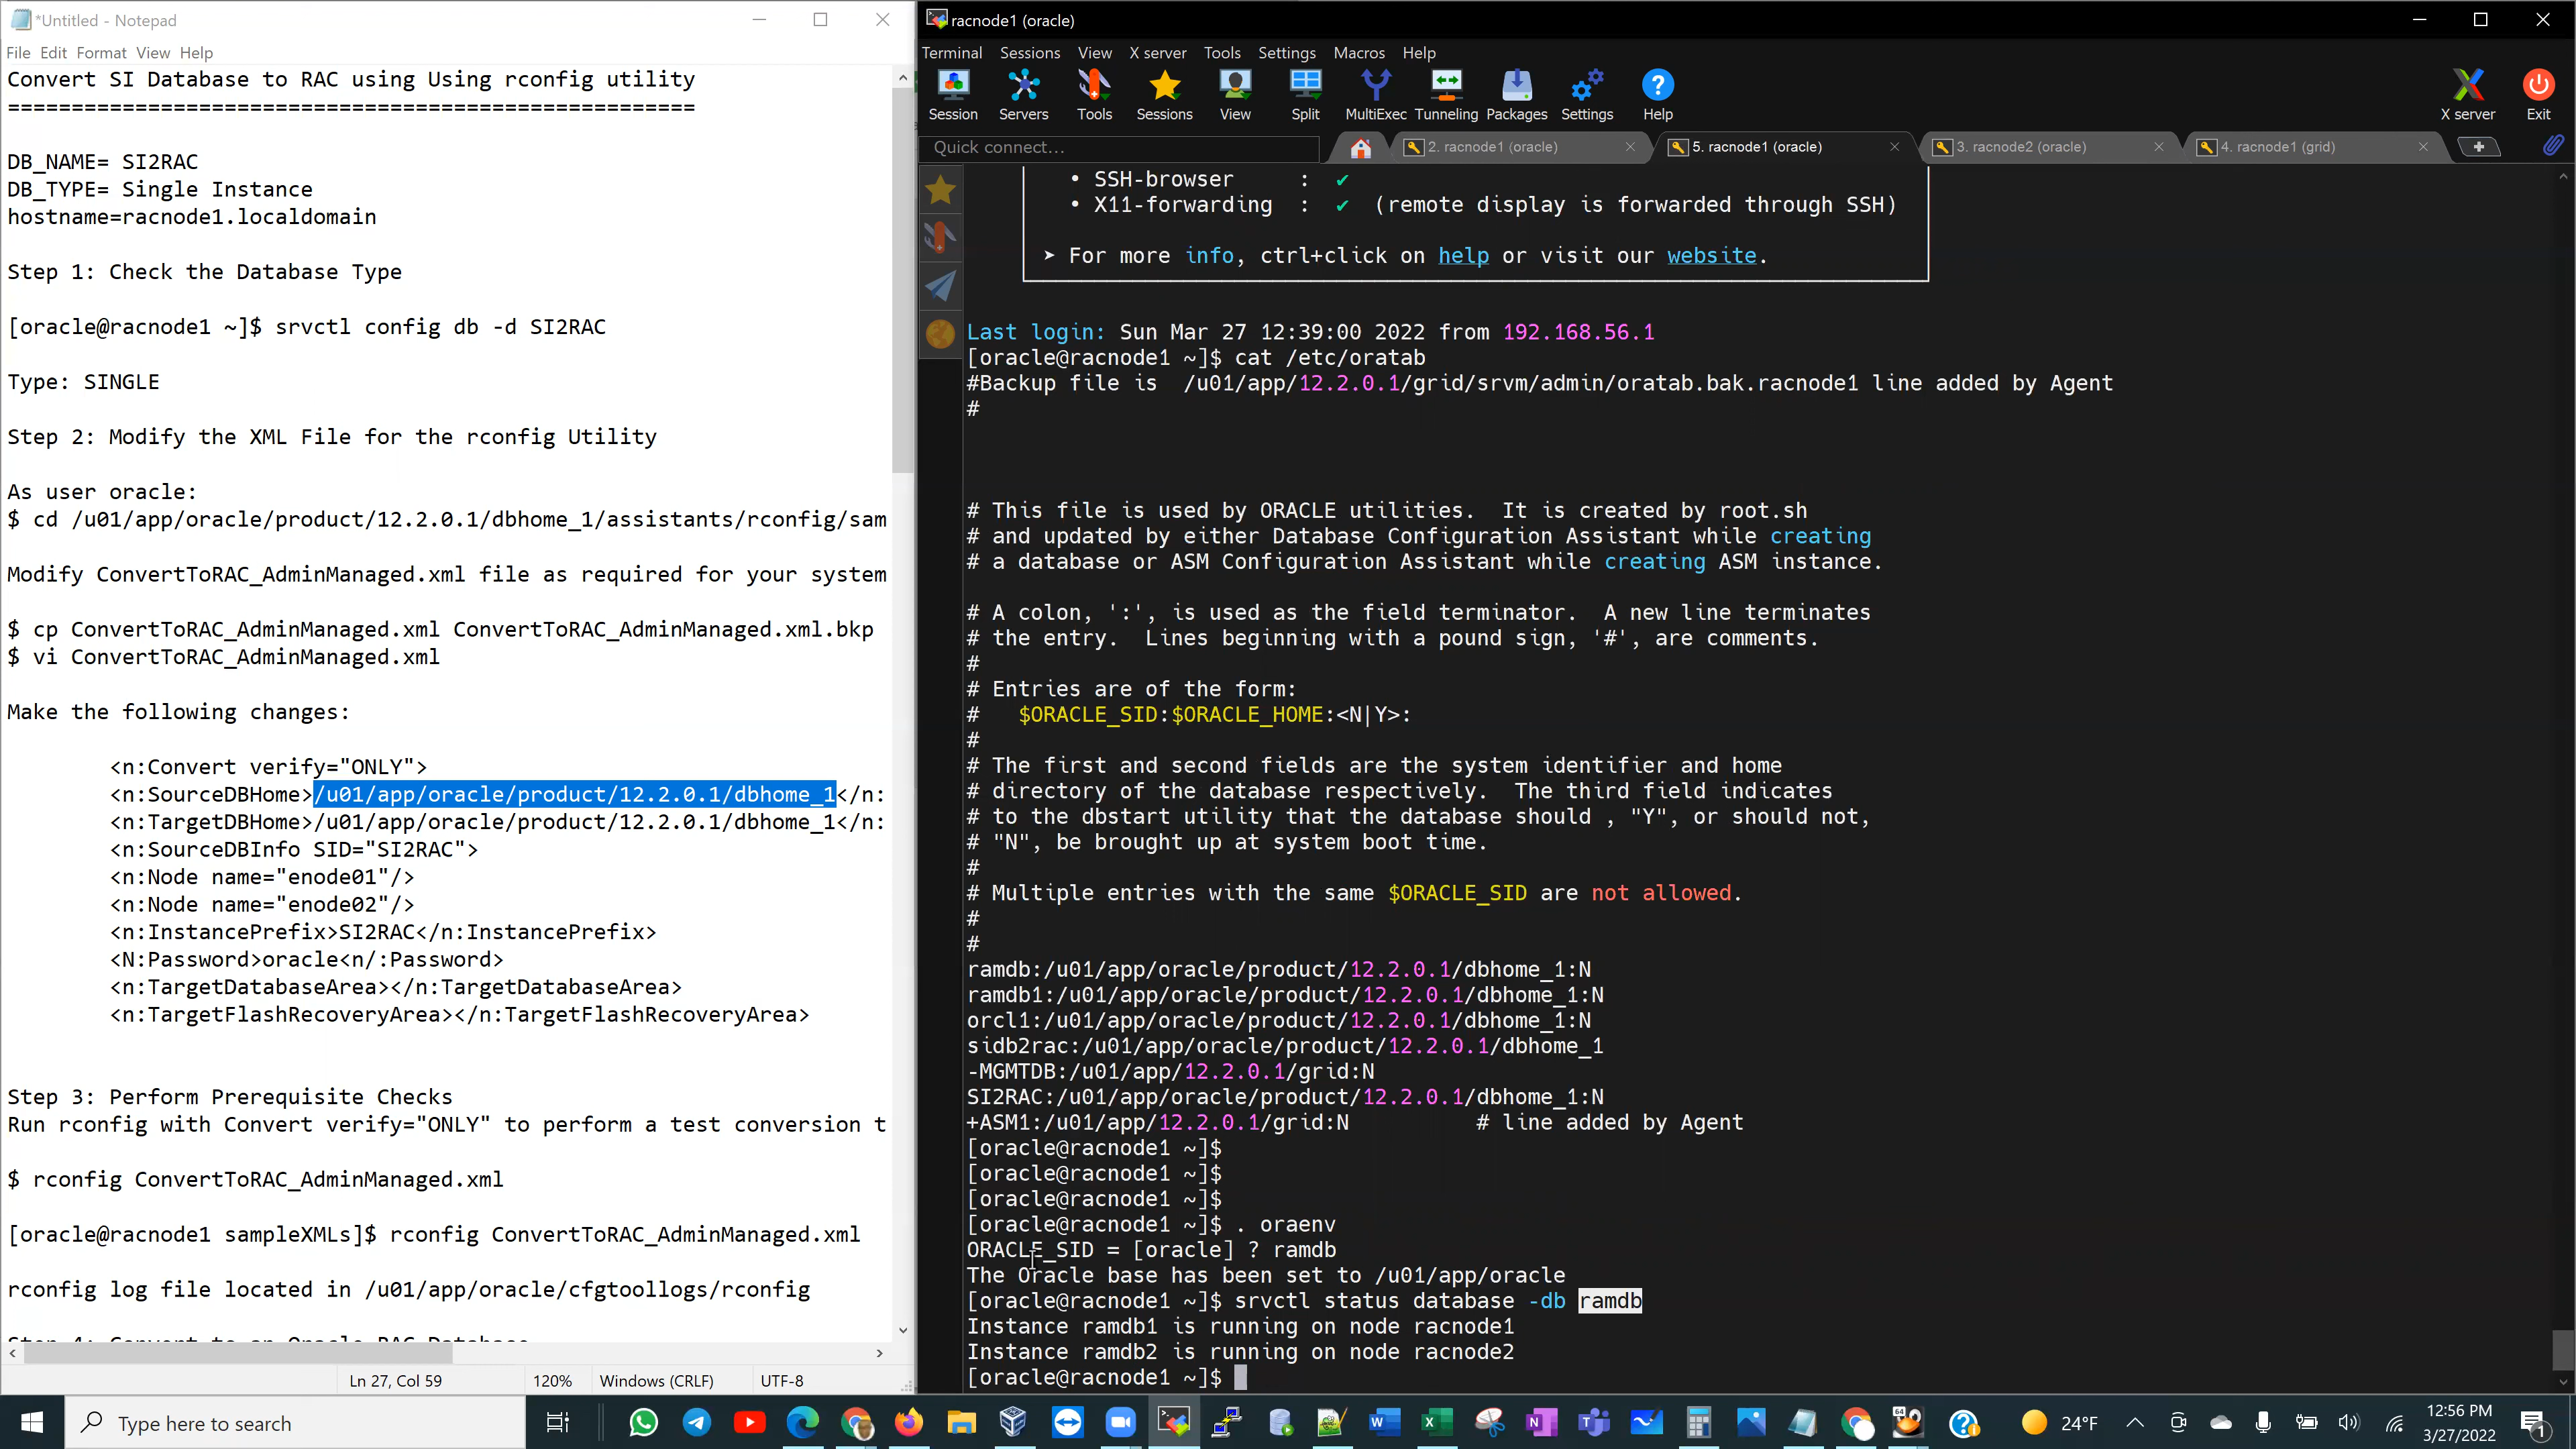 *Untitled - Notepad
File Edit Format View Help
Convert SI Database to RAC using Using rconfig utility
======================================================
DB_NAME= SI2RAC
DB_TYPE= Single Instance
hostname=racnode1.localdomain
Step 1: Check the Database Type
[oracle@racnode1 ~]$ srvctl config db -d SI2RAC
Type: SINGLE
Step 2: Modify the XML File for the rconfig Utility
As user oracle:
$ cd /u01/app/oracle/product/12.2.0.1/dbhome_1/assistants/rconfig/sam
Modify ConvertToRAC_AdminManaged.xml file as required for your system
$ cp ConvertToRAC_AdminManaged.xml ConvertToRAC_AdminManaged.xml.bkp
$ vi ConvertToRAC_AdminManaged.xml
Make the following changes:
<n:Convert verify="ONLY">
<n:SourceDBHome>/u01/app/oracle/product/12.2.0.1/dbhome_1</n:
<n:TargetDBHome>/u01/app/oracle/product/12.2.0.1/dbhome_1</n:
<n:SourceDBInfo SID="SI2RAC">
<n:Node name="enode01"/>
<n:Node name="enode02"/>
<n:InstancePrefix>SI2RAC</n:InstancePrefix>
<N:Password>oracle<n/:Password>
<n:TargetDatabaseArea></n:TargetDatabaseArea>
<n:TargetFlashRecoveryArea></n:TargetFlashRecoveryArea>
Step 3: Perform Prerequisite Checks
Run rconfig with Convert verify="ONLY" to perform a test conversion t
$ rconfig ConvertToRAC_AdminManaged.xml
[oracle@racnode1 sampleXMLs]$ rconfig ConvertToRAC_AdminManaged.xml
rconfig log file located in /u01/app/oracle/cfgtoollogs/rconfig
Step 4: Convert to an Oracle RAC Database
Ln 27, Col 59 120% Windows (CRLF) UTF-8
racnode1 (oracle)
Terminal Sessions View X server Tools Settings Macros Help
Session Servers Tools Sessions View Split MultiExec Tunneling Packages Settings Help X server Exit
Quick connect... 2. racnode1 (oracle) 5. racnode1 (oracle) 3. racnode2 (oracle) 4. racnode1 (grid)
• SSH-browser : ✔
• X11-forwarding : ✔ (remote display is forwarded through SSH)
➤ For more info, ctrl+click on help or visit our website.
Last login: Sun Mar 27 12:39:00 2022 from 192.168.56.1
[oracle@racnode1 ~]$ cat /etc/oratab
#Backup file is /u01/app/12.2.0.1/grid/srvm/admin/oratab.bak.racnode1 line added by Agent
#
# This file is used by ORACLE utilities. It is created by root.sh
# and updated by either Database Configuration Assistant while creating
# a database or ASM Configuration Assistant while creating ASM instance.
# A colon, ':', is used as the field terminator. A new line terminates
# the entry. Lines beginning with a pound sign, '#', are comments.
#
# Entries are of the form:
# $ORACLE_SID:$ORACLE_HOME:<N|Y>:
#
# The first and second fields are the system identifier and home
# directory of the database respectively. The third field indicates
# to the dbstart utility that the database should , "Y", or should not,
# "N", be brought up at system boot time.
#
# Multiple entries with the same $ORACLE_SID are not allowed.
#
#
ramdb:/u01/app/oracle/product/12.2.0.1/dbhome_1:N
ramdb1:/u01/app/oracle/product/12.2.0.1/dbhome_1:N
orcl1:/u01/app/oracle/product/12.2.0.1/dbhome_1:N
sidb2rac:/u01/app/oracle/product/12.2.0.1/dbhome_1
-MGMTDB:/u01/app/12.2.0.1/grid:N
SI2RAC:/u01/app/oracle/product/12.2.0.1/dbhome_1:N
+ASM1:/u01/app/12.2.0.1/grid:N # line added by Agent
[oracle@racnode1 ~]$
[oracle@racnode1 ~]$
[oracle@racnode1 ~]$
[oracle@racnode1 ~]$ . oraenv
ORACLE_SID = [oracle] ? ramdb
The Oracle base has been set to /u01/app/oracle
[oracle@racnode1 ~]$ srvctl status database -db ramdb
Instance ramdb1 is running on node racnode1
Instance ramdb2 is running on node racnode2
[oracle@racnode1 ~]$
Type here to search
24°F
12:56 PM
3/27/2022